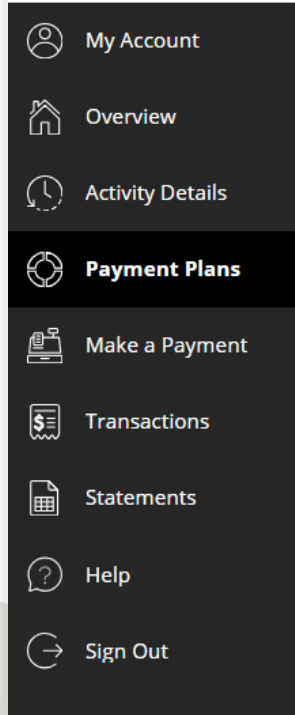 My Account
Overview
Activity Details
Payment Plans
Make a Payment
Transactions
Statements
Help
Sign Out